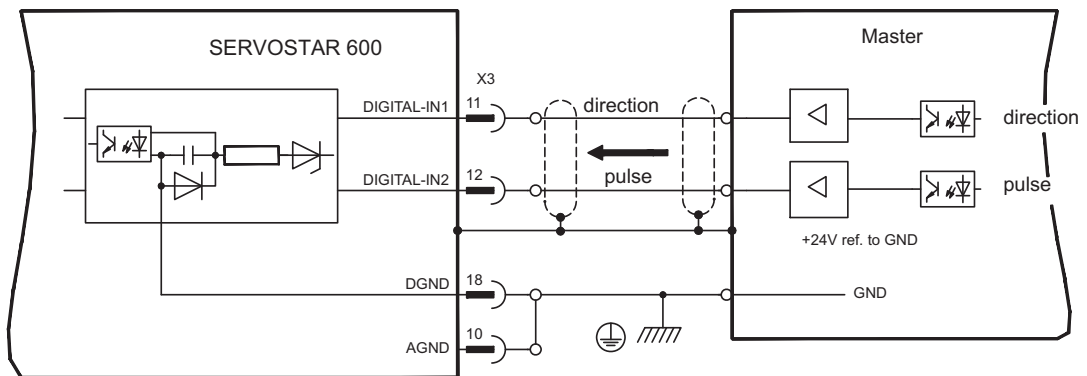 SERVOSTAR 600
Master
X3
DIGITAL-IN1
11
direction
direction
pulse
DIGITAL-IN2
12
pulse
+24V ref. to GND
DGND
18
GND
AGND
10